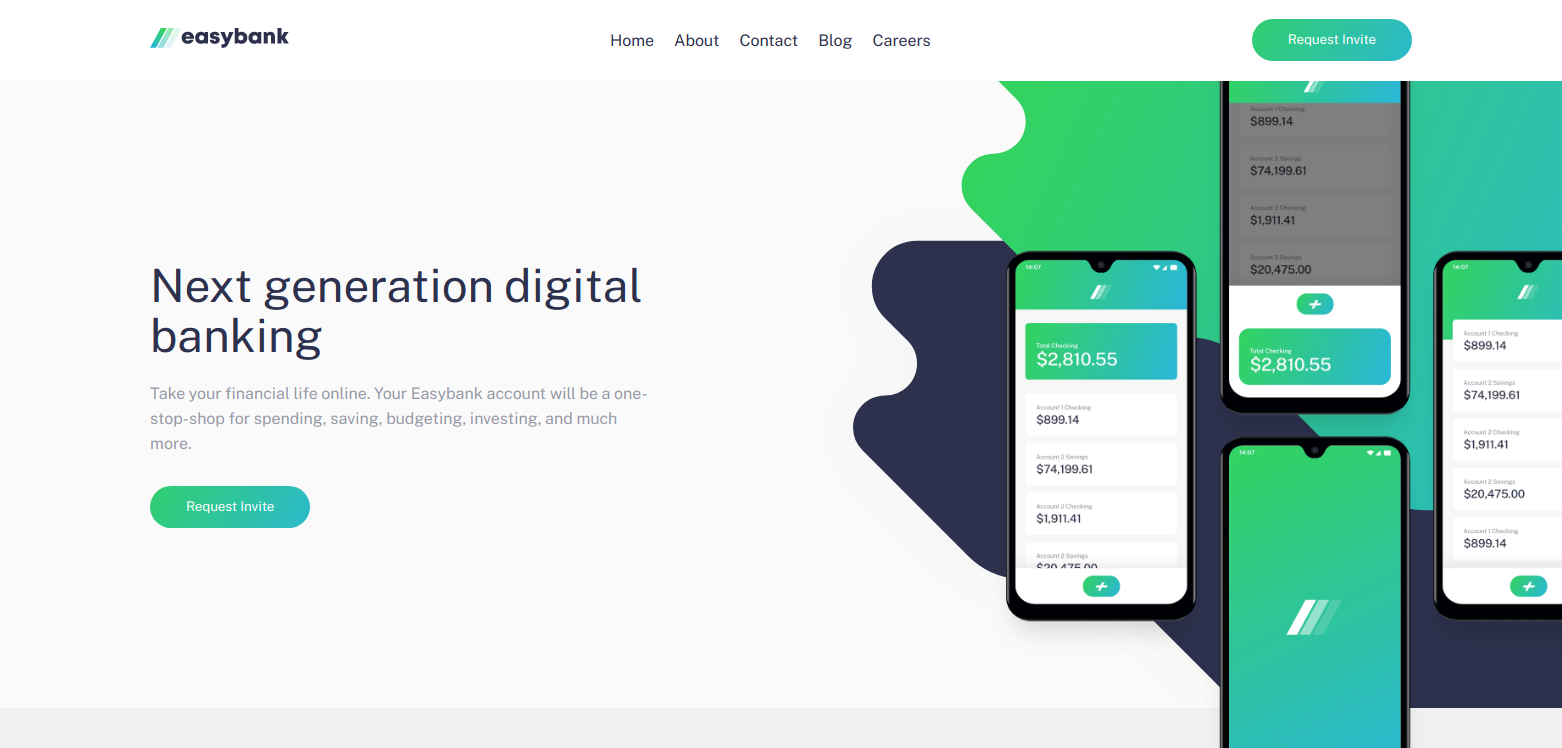 easybank
Home About Contact Blog Careers
Request Invite
Next generation digital
banking
Take your financial life online. Your Easybank account will be a one-
stop-shop for spending, saving, budgeting, investing, and much
more.
Request Invite
14:07
Total Checking
$2,810.55
Account 1 Checking
$899.14
Account 2 Savings
$74,199.61
Account 2 Checking
$1,911.41
Account 2 Savings
$20,475.00
Account 1 Checking
$899.14
Account 2 Savings
$74,199.61
Account 2 Checking
$1,911.41
Account 2 Savings
$20,475.00
Total Checking
$2,810.55
14:07
14:07
Account 1 Checking
$899.14
Account 2 Savings
$74,199.61
Account 2 Checking
$1,911.41
Account 2 Savings
$20,475.00
Account 1 Checking
$899.14